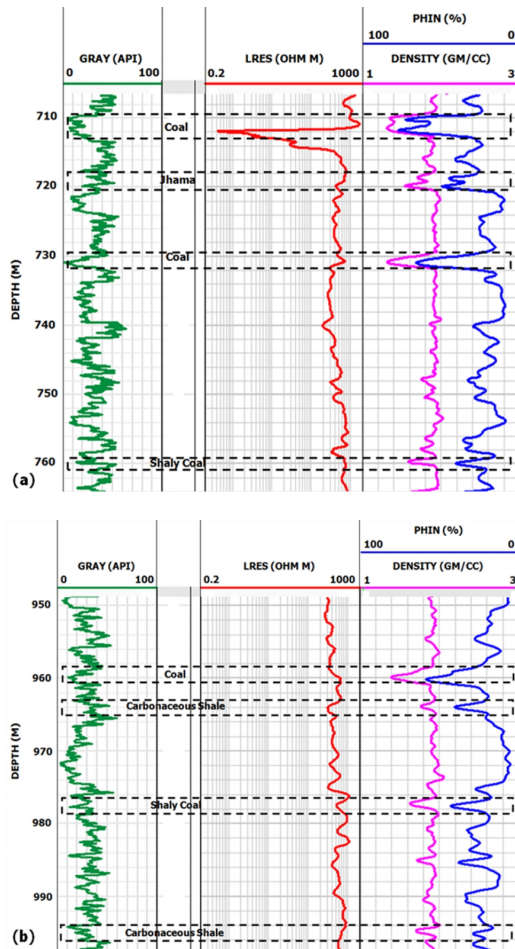 PHIN (%)
100 0
GRAY (API) LRES (OHM M) DENSITY (GM/CC)
0 100 0.2 1000 1 3
710
Coal
Jhama
720
730
Coal
DEPTH (M)
740
750
760
Shaly Coal
(a)
PHIN (%)
100 0
GRAY (API) LRES (OHM M) DENSITY (GM/CC)
0 100 0.2 1000 1 3
950
960
Coal
Carbonaceous Shale
970
DEPTH (M)
Shaly Coal
980
990
Carbonaceous Shale
(b)